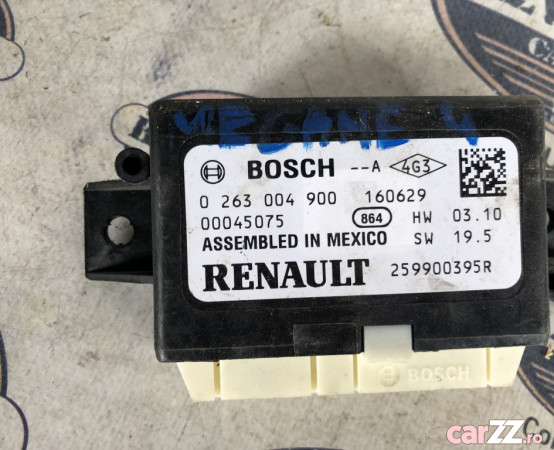 MEGANE 4
BOSCH --A 4G3
0 263 004 900 160629
00045075 864 HW 03.10
ASSEMBLED IN MEXICO SW 19.5
RENAULT 259900395R
BOSCH
carzz.ro